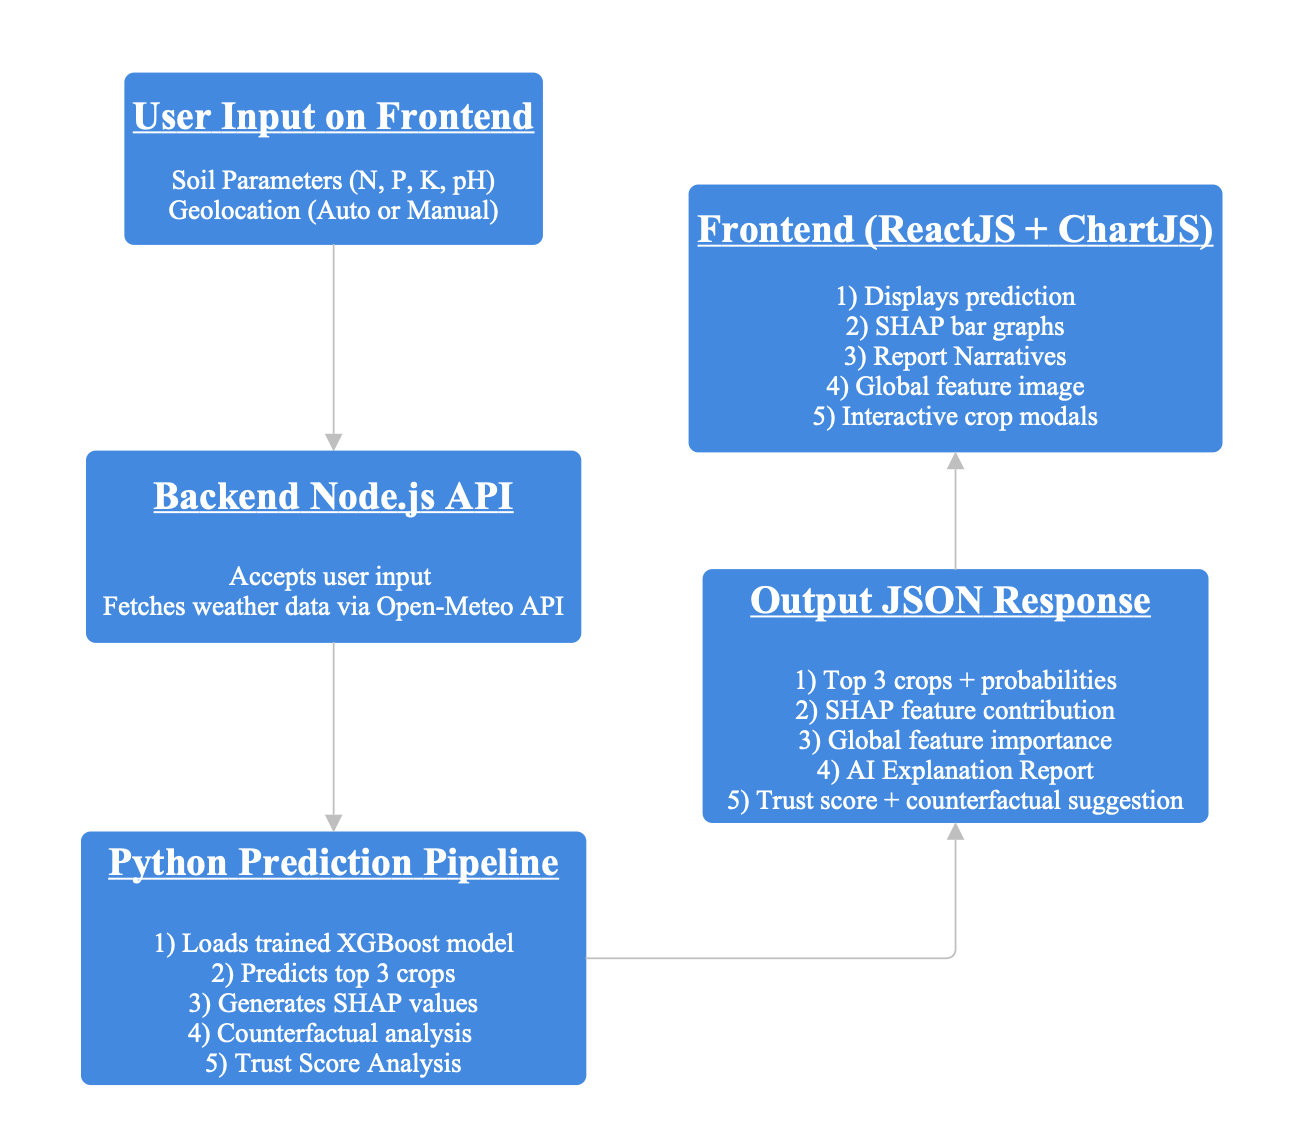 User Input on Frontend
Soil Parameters (N, P, K, pH)
Geolocation (Auto or Manual)
Backend Node.js API
Accepts user input
Fetches weather data via Open-Meteo API
Python Prediction Pipeline
1) Loads trained XGBoost model
2) Predicts top 3 crops
3) Generates SHAP values
4) Counterfactual analysis
5) Trust Score Analysis
Output JSON Response
1) Top 3 crops + probabilities
2) SHAP feature contribution
3) Global feature importance
4) AI Explanation Report
5) Trust score + counterfactual suggestion
Frontend (ReactJS + ChartJS)
1) Displays prediction
2) SHAP bar graphs
3) Report Narratives
4) Global feature image
5) Interactive crop modals